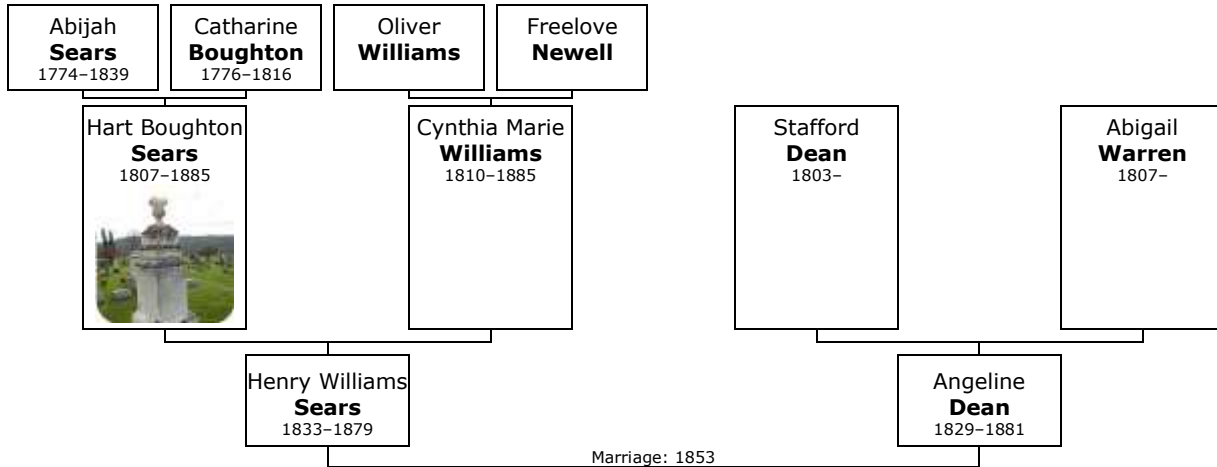 Abijah
Sears
1774–1839
Catharine
Boughton
1776–1816
Oliver
Williams
Freelove
Newell
Hart Boughton
Sears
1807–1885
Cynthia Marie
Williams
1810–1885
Stafford
Dean
1803–
Abigail
Warren
1807–
Henry Williams
Sears
1833–1879
Angeline
Dean
1829–1881
Marriage: 1853